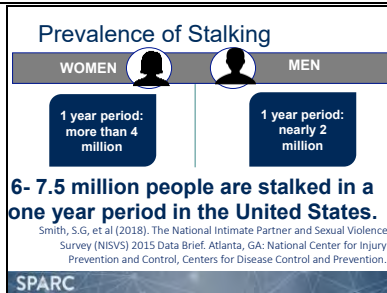 Prevalence of Stalking
WOMEN
MEN
1 year period:
more than 4
million
1 year period:
nearly 2
million
6- 7.5 million people are stalked in a
one year period in the United States.
Smith, S.G, et al (2018). The National Intimate Partner and Sexual Violence
Survey (NISVS) 2015 Data Brief. Atlanta, GA: National Center for Injury
Prevention and Control, Centers for Disease Control and Prevention.
SPARC